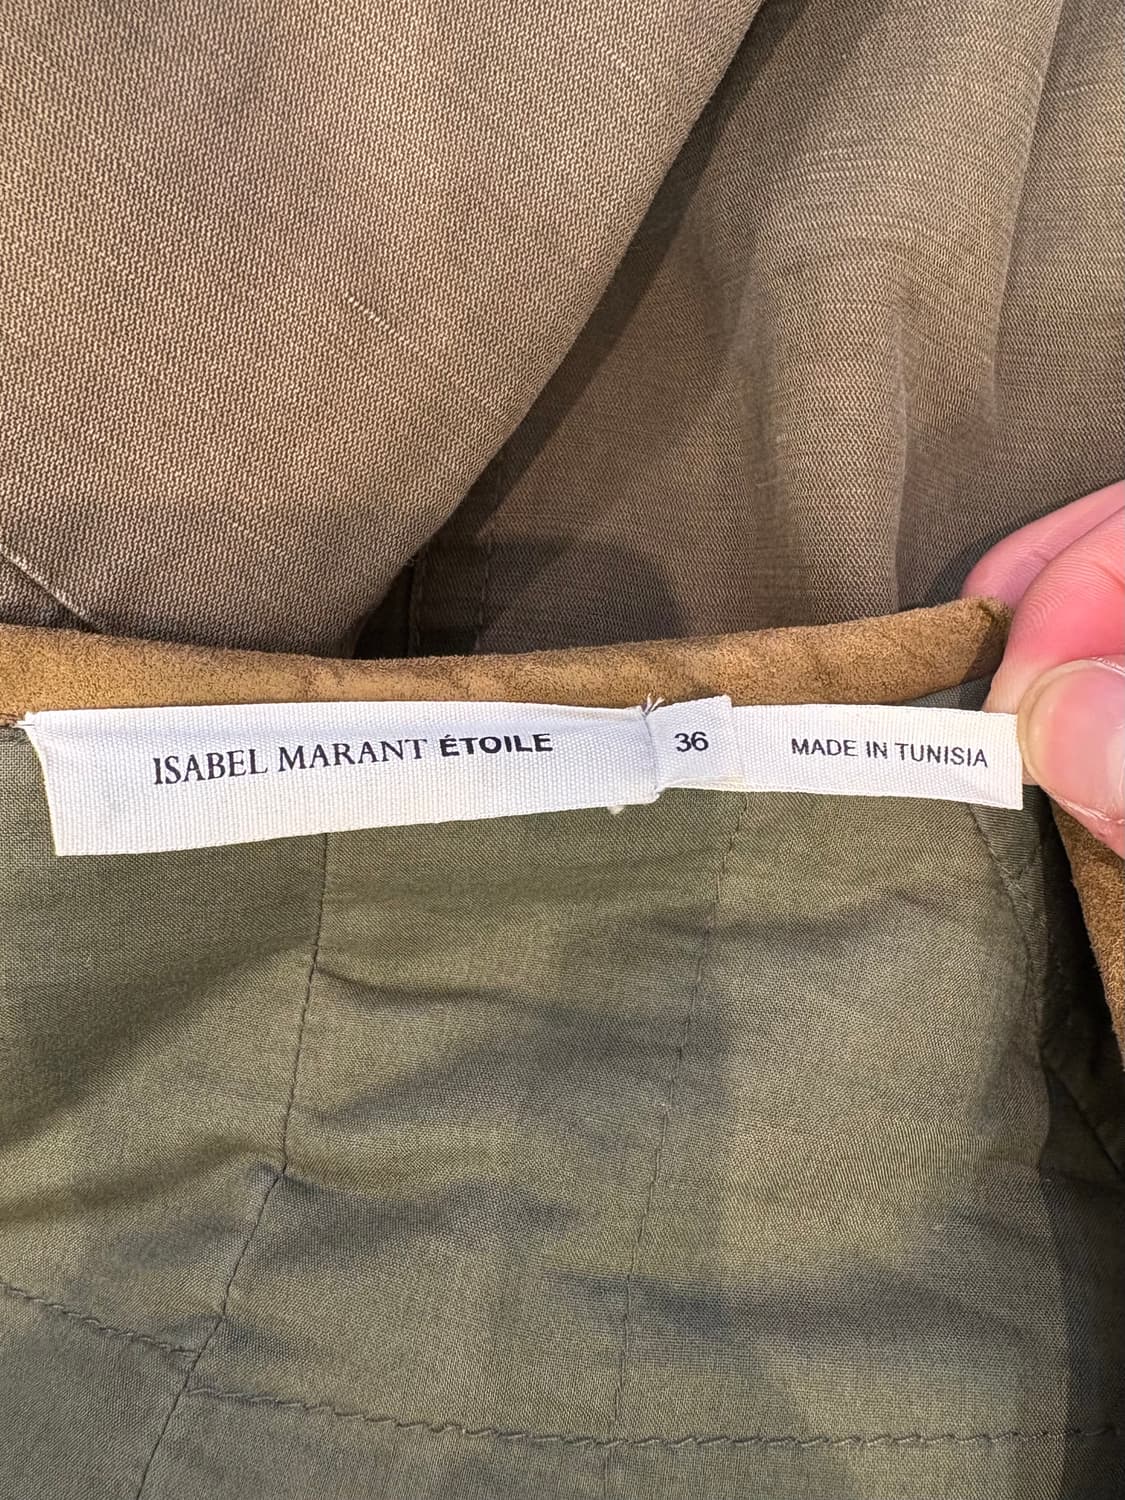 ISABEL MARANT ÉTOILE
36
MADE IN TUNISIA